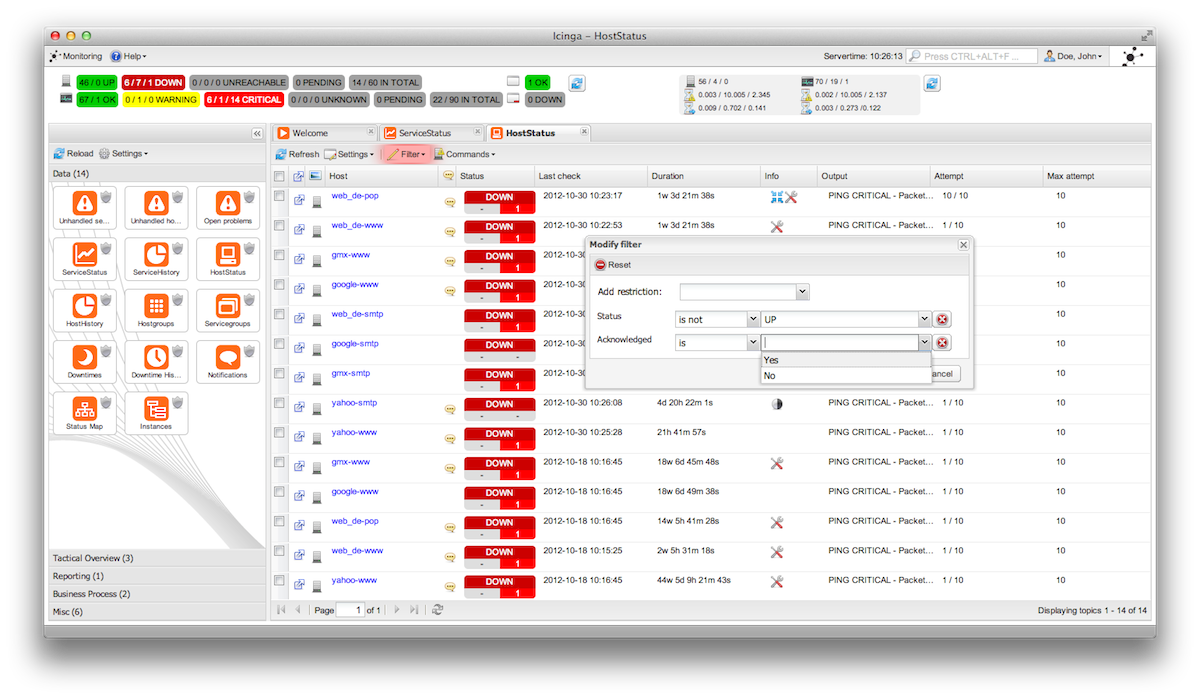 Icinga – HostStatus
Monitoring Help Servertime: 10:26:13 Press CTRL+ALT+F ... Doe, John
46 / 0 UP 6 / 7 / 1 DOWN 0 / 0 / 0 UNREACHABLE 0 PENDING 14 / 60 IN TOTAL 1 OK
67 / 1 OK 0 / 1 / 0 WARNING 6 / 1 / 14 CRITICAL 0 / 0 / 0 UNKNOWN 0 PENDING 22 / 90 IN TOTAL 0 DOWN
56 / 4 / 0 70 / 19 / 1
0.003 / 10.005 / 2.345 0.002 / 10.005 / 2.137
0.009 / 0.702 / 0.141 0.003 / 0.273 /0.122
Welcome ServiceStatus HostStatus
Reload Settings
Data (14)
Unhandled se... Unhandled ho... Open problems
ServiceStatus ServiceHistory HostStatus
HostHistory Hostgroups Servicegroups
Downtimes Downtime His... Notifications
Status Map Instances
Tactical Overview (3)
Reporting (1)
Business Process (2)
Misc (6)
Refresh Settings Filter Commands
Host Status Last check Duration Info Output Attempt Max attempt
web_de-pop DOWN 2012-10-30 10:23:17 1w 3d 21m 38s PING CRITICAL - Packet... 10 / 10 10
- 1
web_de-www DOWN 2012-10-30 10:22:53 1w 3d 21m 38s PING CRITICAL - Packet... 1 / 10 10
- 1
gmx-www DOWN 2012-10-30 10
- 1
google-www DOWN 2012-10-30 10
- 1
web_de-smtp DOWN 2012-10-30 10
- 1
google-smtp DOWN 2012-10-30 10
- -
gmx-smtp DOWN 2012-10-30 10
- 1
yahoo-smtp DOWN 2012-10-30 10:26:08 4d 20h 22m 1s PING CRITICAL - Packet... 1 / 10 10
- -
yahoo-www DOWN 2012-10-30 10:25:28 21h 41m 57s PING CRITICAL - Packet... 1 / 10 10
- 1
gmx-www DOWN 2012-10-18 10:16:45 18w 6d 45m 48s PING CRITICAL - Packet... 1 / 10 10
- 1
google-www DOWN 2012-10-18 10:16:45 18w 6d 49m 38s PING CRITICAL - Packet... 1 / 10 10
- 1
web_de-pop DOWN 2012-10-18 10:16:45 14w 5h 41m 28s PING CRITICAL - Packet... 1 / 10 10
- 1
web_de-www DOWN 2012-10-18 10:15:25 2w 5h 31m 18s PING CRITICAL - Packet... 1 / 10 10
- 1
yahoo-www DOWN 2012-10-18 10:16:45 44w 5d 9h 21m 43s PING CRITICAL - Packet... 1 / 10 10
- 1
Modify filter
Reset
Add restriction:
Status is not UP
Acknowledged is
Yes
No
Page 1 of 1 Displaying topics 1 - 14 of 14